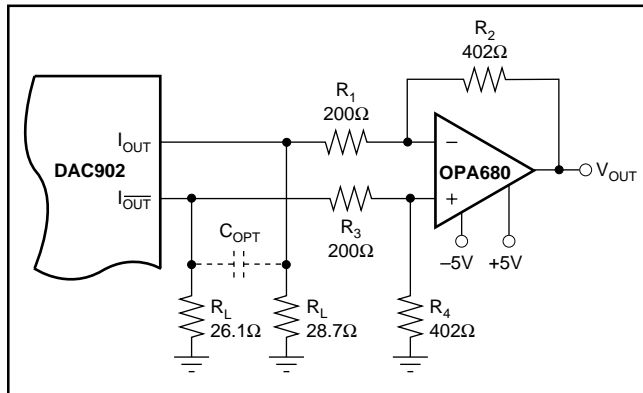 R2
402Ω
R1
200Ω
IOUT
DAC902
–
OPA680
VOUT
IOUT
+
R3
200Ω
COPT
–5V +5V
RL
26.1Ω
RL
28.7Ω
R4
402Ω